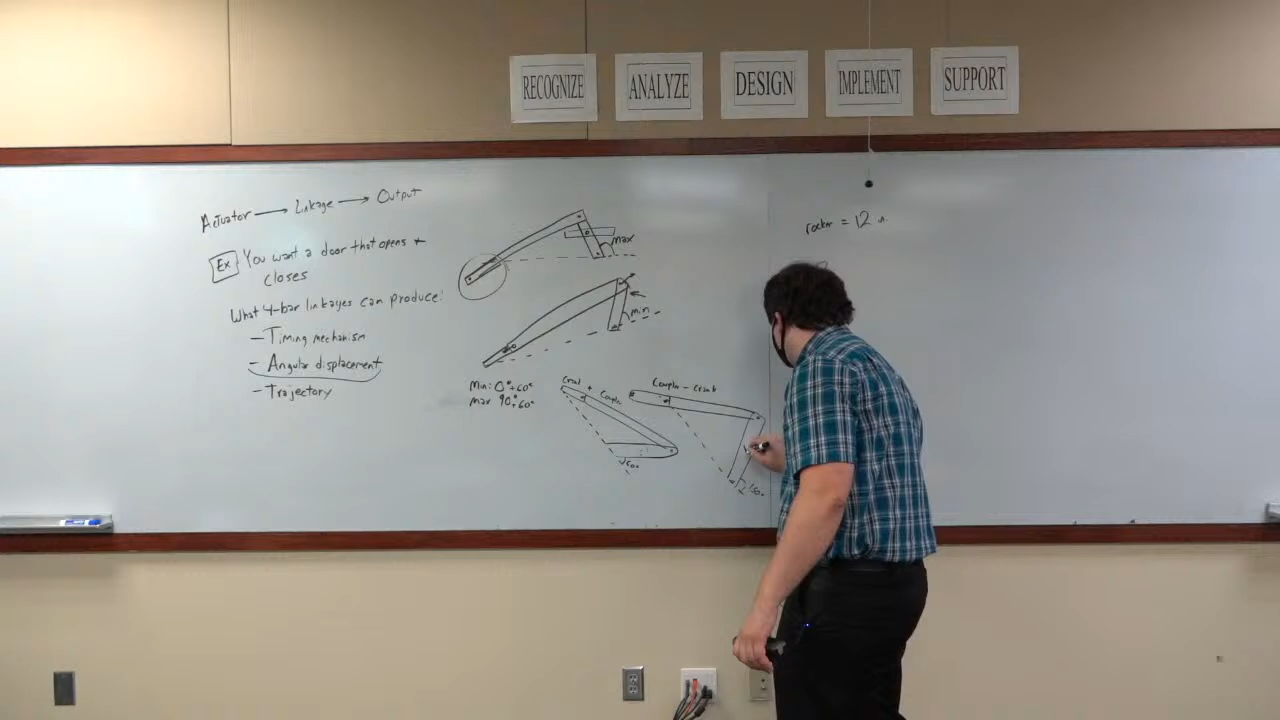 RECOGNIZE
ANALYZE
DESIGN
IMPLEMENT
SUPPORT
Actuator → Linkage → Output
Ex You want a door that opens +
closes
What 4-bar linkages can produce:
- Timing mechanism
- Angular displacement
- Trajectory
max
min
Min: 0°+60°
Max 90°+60°
Crank + Coupler
Coupler - Crank
60°
150°
rocker = 12 in.